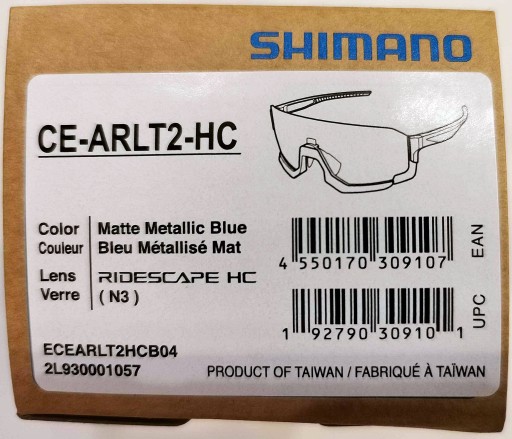 SHIMANO
CE-ARLT2-HC
Color Matte Metallic Blue
Couleur Bleu Métallisé Mat
Lens RIDESCAPE HC
Verre ( N3 )
4 550170 309107 EAN
1 92790 30910 1 UPC
ECEARLT2HCB04
2L930001057
PRODUCT OF TAIWAN / FABRIQUÉ À TAÏWAN